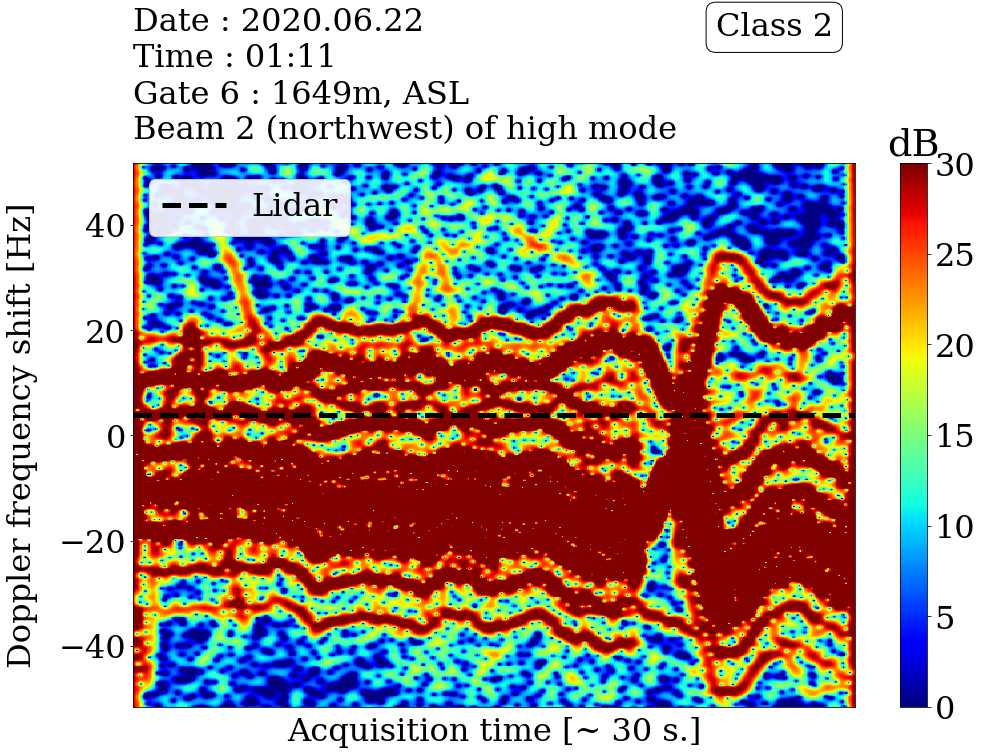 Date : 2020.06.22
Time : 01:11
Gate 6 : 1649m, ASL
Beam 2 (northwest) of high mode
Class 2
dB
Lidar
Doppler frequency shift [Hz]
40
20
0
−20
−40
30
25
20
15
10
5
0
Acquisition time [~ 30 s.]